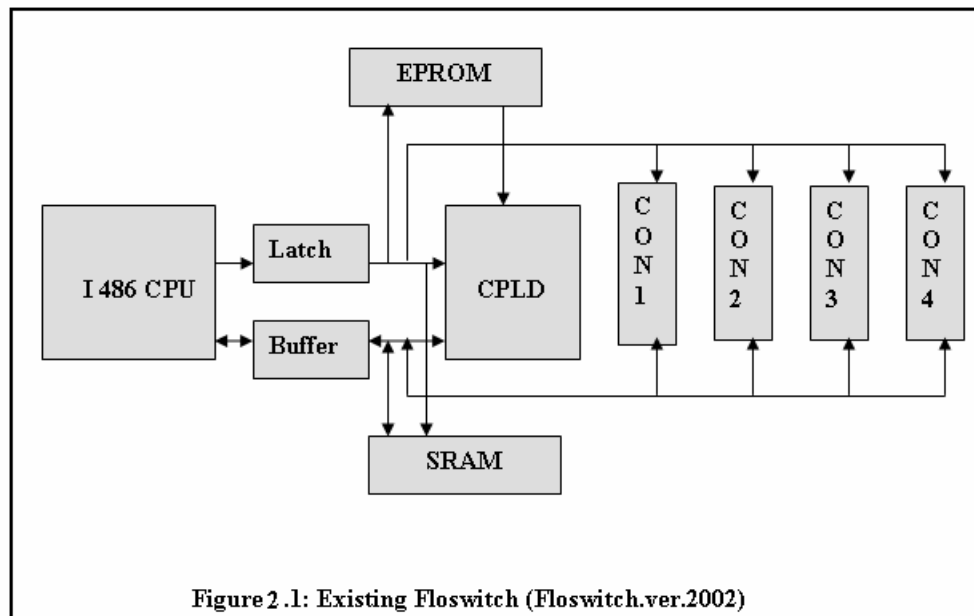 EPROM
I 486 CPU
Latch
Buffer
CPLD
C
O
N
1
C
O
N
2
C
O
N
3
C
O
N
4
SRAM
Figure 2.1: Existing Floswitch (Floswitch.ver.2002)